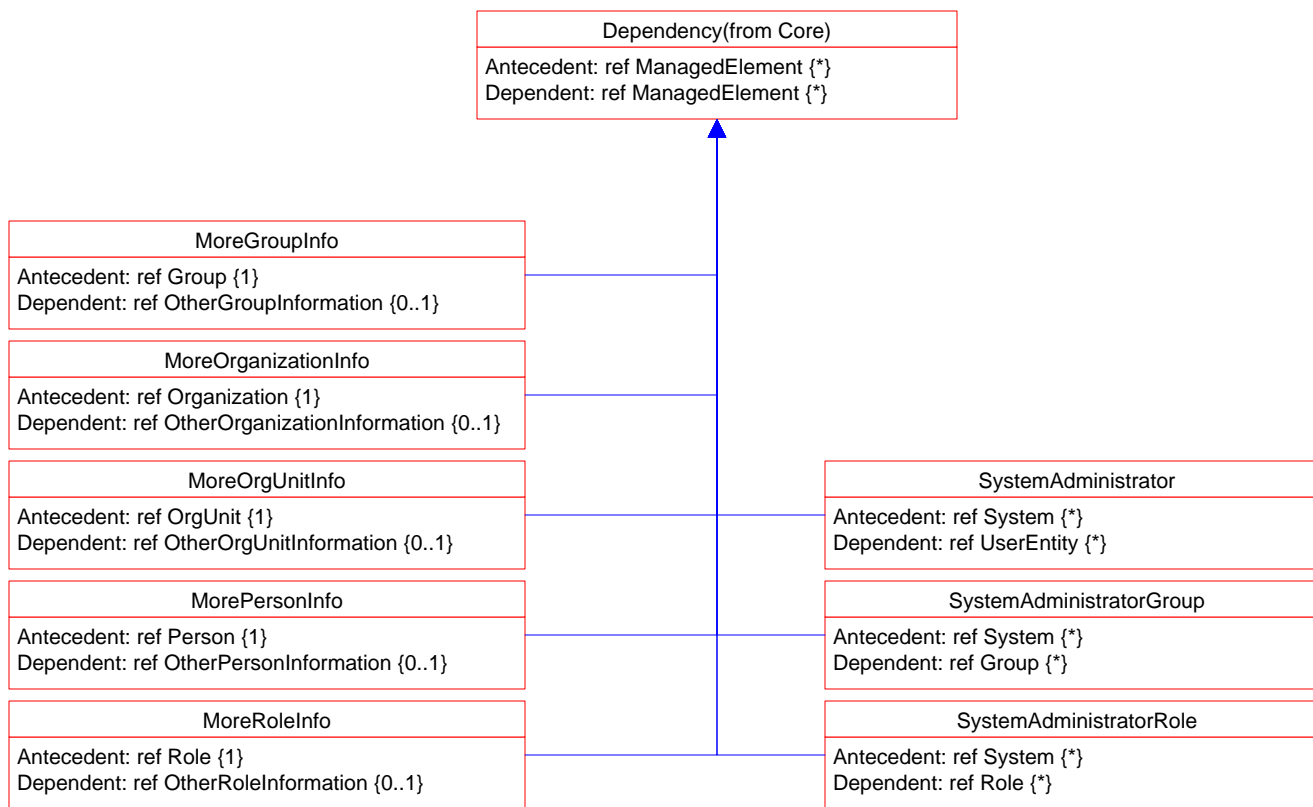 Dependency(from Core)
Antecedent: ref ManagedElement {*}
Dependent: ref ManagedElement {*}
MoreGroupInfo
Antecedent: ref Group {1}
Dependent: ref OtherGroupInformation {0..1}
MoreOrganizationInfo
Antecedent: ref Organization {1}
Dependent: ref OtherOrganizationInformation {0..1}
MoreOrgUnitInfo
Antecedent: ref OrgUnit {1}
Dependent: ref OtherOrgUnitInformation {0..1}
SystemAdministrator
Antecedent: ref System {*}
Dependent: ref UserEntity {*}
MorePersonInfo
Antecedent: ref Person {1}
Dependent: ref OtherPersonInformation {0..1}
SystemAdministratorGroup
Antecedent: ref System {*}
Dependent: ref Group {*}
MoreRoleInfo
Antecedent: ref Role {1}
Dependent: ref OtherRoleInformation {0..1}
SystemAdministratorRole
Antecedent: ref System {*}
Dependent: ref Role {*}